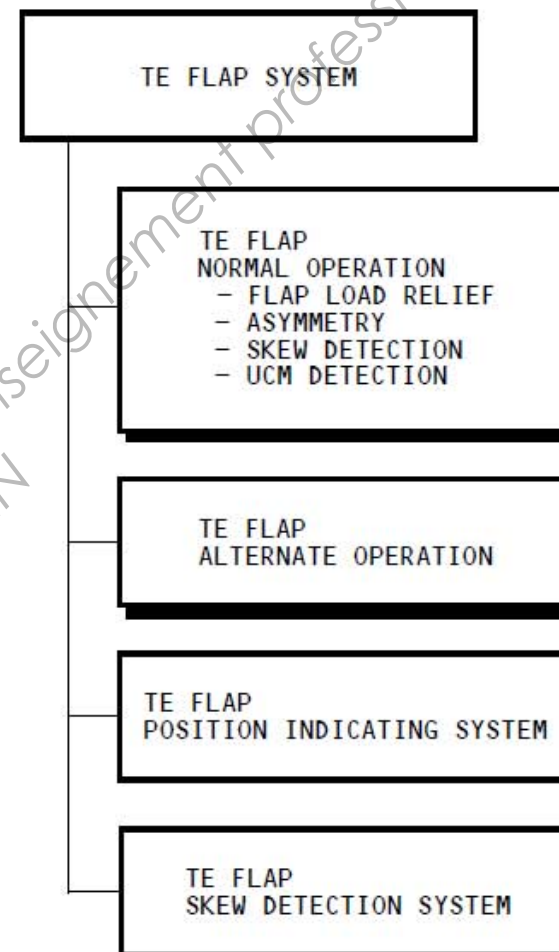 TE FLAP SYSTEM
TE FLAP
NORMAL OPERATION
- FLAP LOAD RELIEF
- ASYMMETRY
- SKEW DETECTION
- UCM DETECTION
TE FLAP
ALTERNATE OPERATION
TE FLAP
POSITION INDICATING SYSTEM
TE FLAP
SKEW DETECTION SYSTEM